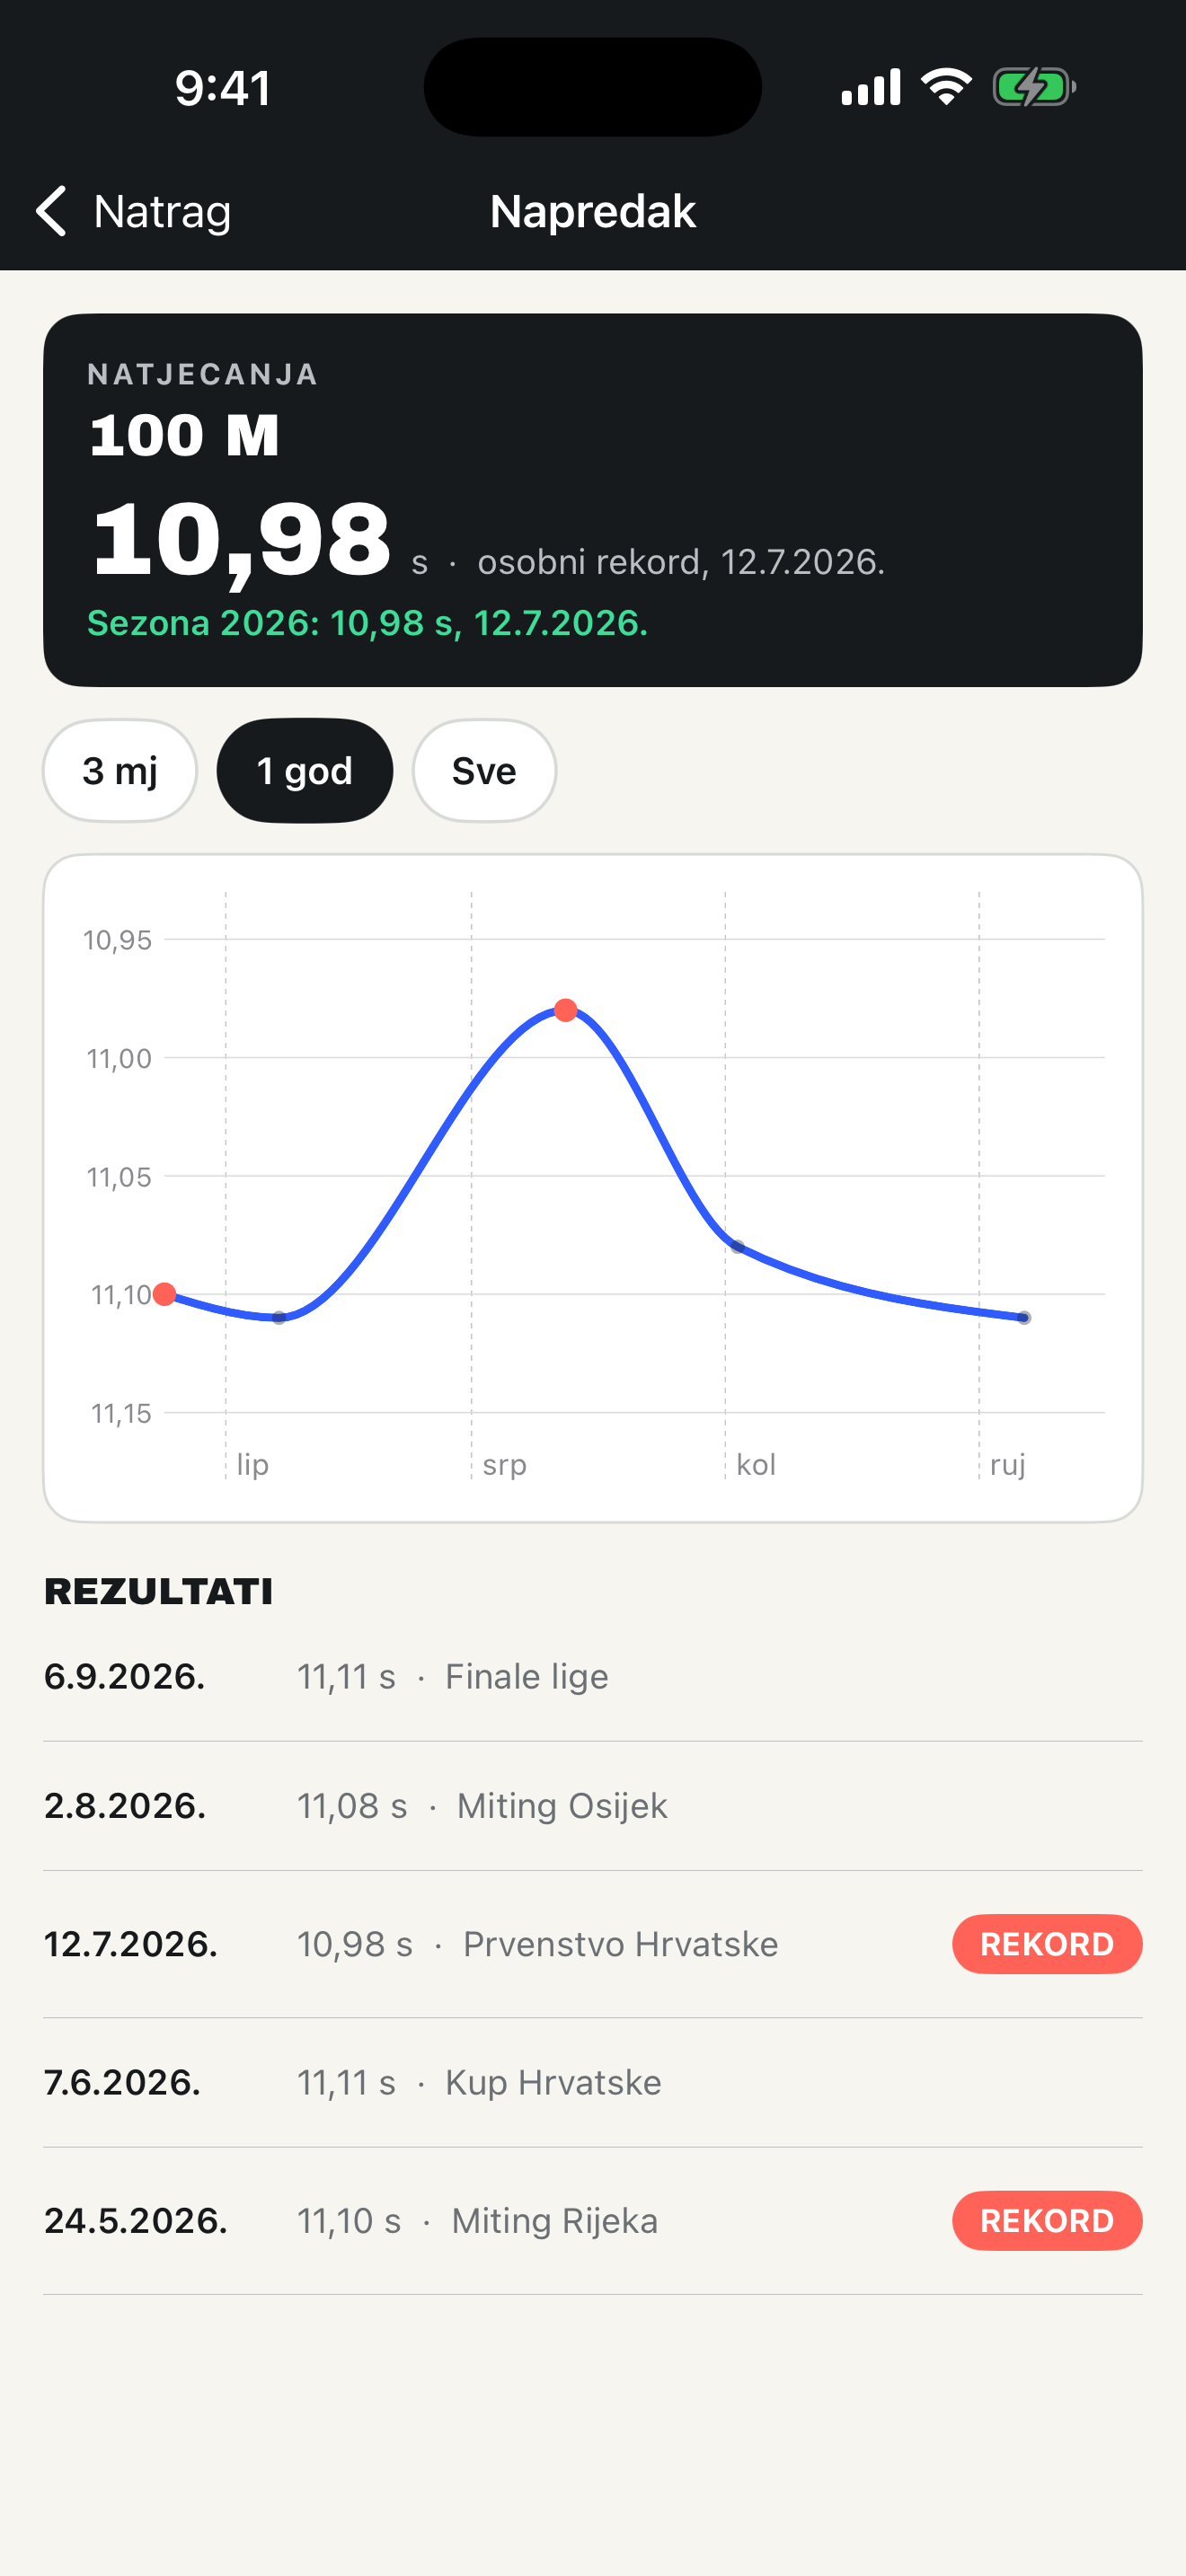 9:41
Natrag
Napredak
NATJECANJA
100 M
10,98 s · osobni rekord, 12.7.2026.
Sezona 2026: 10,98 s, 12.7.2026.
3 mj
1 god
Sve
10,95
11,00
11,05
11,10
11,15
lip
srp
kol
ruj
REZULTATI
6.9.2026. 11,11 s · Finale lige
2.8.2026. 11,08 s · Miting Osijek
12.7.2026. 10,98 s · Prvenstvo Hrvatske REKORD
7.6.2026. 11,11 s · Kup Hrvatske
24.5.2026. 11,10 s · Miting Rijeka REKORD